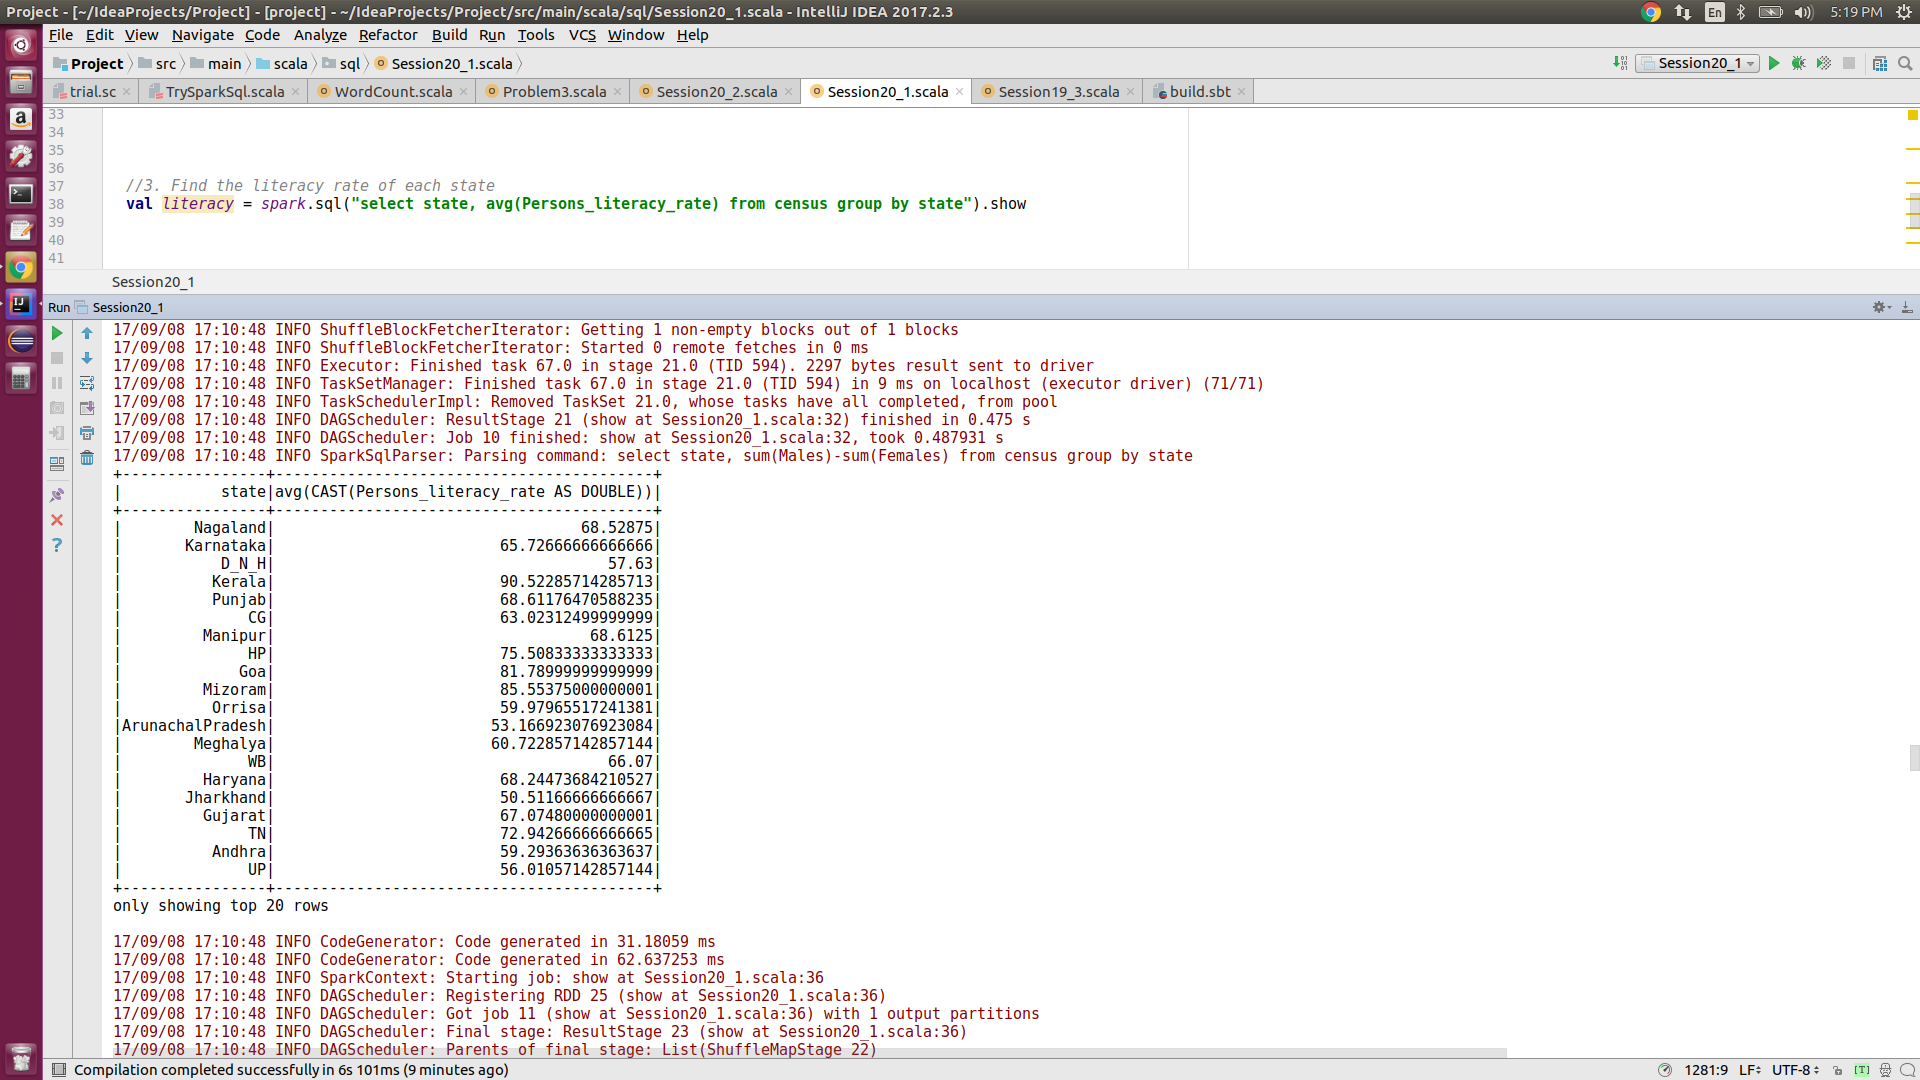 Project - [~/IdeaProjects/Project] - [project] - ~/IdeaProjects/Project/src/main/scala/sql/Session20_1.scala - IntelliJ IDEA 2017.2.3
En
5:19 PM
File Edit View Navigate Code Analyze Refactor Build Run Tools VCS Window Help
Project src main scala sql Session20_1.scala
Session20_1
trial.sc TrySparkSql.scala WordCount.scala Problem3.scala Session20_2.scala Session20_1.scala Session19_3.scala build.sbt
33
34
35
36
37 //3. Find the literacy rate of each state
38 val literacy = spark.sql("select state, avg(Persons_literacy_rate) from census group by state").show
39
40
41
Session20_1
Run Session20_1
17/09/08 17:10:48 INFO ShuffleBlockFetcherIterator: Getting 1 non-empty blocks out of 1 blocks
17/09/08 17:10:48 INFO ShuffleBlockFetcherIterator: Started 0 remote fetches in 0 ms
17/09/08 17:10:48 INFO Executor: Finished task 67.0 in stage 21.0 (TID 594). 2297 bytes result sent to driver
17/09/08 17:10:48 INFO TaskSetManager: Finished task 67.0 in stage 21.0 (TID 594) in 9 ms on localhost (executor driver) (71/71)
17/09/08 17:10:48 INFO TaskSchedulerImpl: Removed TaskSet 21.0, whose tasks have all completed, from pool
17/09/08 17:10:48 INFO DAGScheduler: ResultStage 21 (show at Session20_1.scala:32) finished in 0.475 s
17/09/08 17:10:48 INFO DAGScheduler: Job 10 finished: show at Session20_1.scala:32, took 0.487931 s
17/09/08 17:10:48 INFO SparkSqlParser: Parsing command: select state, sum(Males)-sum(Females) from census group by state
+----------------+------------------------------------------+
|           state|avg(CAST(Persons_literacy_rate AS DOUBLE))|
+----------------+------------------------------------------+
|        Nagaland|                                  68.52875|
|       Karnataka|                         65.72666666666666|
|           D_N_H|                                     57.63|
|          Kerala|                         90.52285714285713|
|          Punjab|                         68.61176470588235|
|              CG|                         63.02312499999999|
|         Manipur|                                   68.6125|
|              HP|                         75.50833333333333|
|             Goa|                         81.78999999999999|
|         Mizoram|                         85.55375000000001|
|          Orrisa|                         59.97965517241381|
|ArunachalPradesh|                        53.166923076923084|
|        Meghalya|                        60.722857142857144|
|              WB|                                     66.07|
|         Haryana|                         68.24473684210527|
|       Jharkhand|                         50.51166666666667|
|         Gujarat|                         67.07480000000001|
|              TN|                         72.94266666666665|
|          Andhra|                         59.29363636363637|
|              UP|                         56.01057142857144|
+----------------+------------------------------------------+
only showing top 20 rows
17/09/08 17:10:48 INFO CodeGenerator: Code generated in 31.18059 ms
17/09/08 17:10:48 INFO CodeGenerator: Code generated in 62.637253 ms
17/09/08 17:10:48 INFO SparkContext: Starting job: show at Session20_1.scala:36
17/09/08 17:10:48 INFO DAGScheduler: Registering RDD 25 (show at Session20_1.scala:36)
17/09/08 17:10:48 INFO DAGScheduler: Got job 11 (show at Session20_1.scala:36) with 1 output partitions
17/09/08 17:10:48 INFO DAGScheduler: Final stage: ResultStage 23 (show at Session20_1.scala:36)
17/09/08 17:10:48 INFO DAGScheduler: Parents of final stage: List(ShuffleMapStage 22)
Compilation completed successfully in 6s 101ms (9 minutes ago)
1281:9 LF UTF-8 [T]